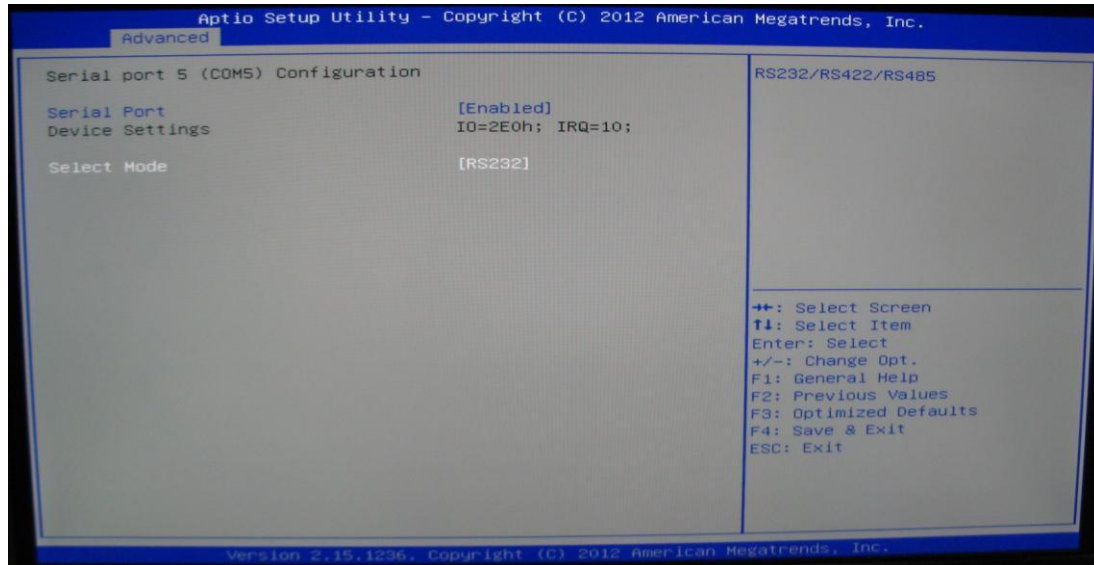 Aptio Setup Utility – Copyright (C) 2012 American Megatrends, Inc.
Advanced
Serial port 5 (COM5) Configuration
Serial Port [Enabled]
Device Settings IO=2E0h; IRQ=10;
Select Mode [RS232]
RS232/RS422/RS485
→←: Select Screen
↑↓: Select Item
Enter: Select
+/-: Change Opt.
F1: General Help
F2: Previous Values
F3: Optimized Defaults
F4: Save & Exit
ESC: Exit
Version 2.15.1236. Copyright (C) 2012 American Megatrends, Inc.